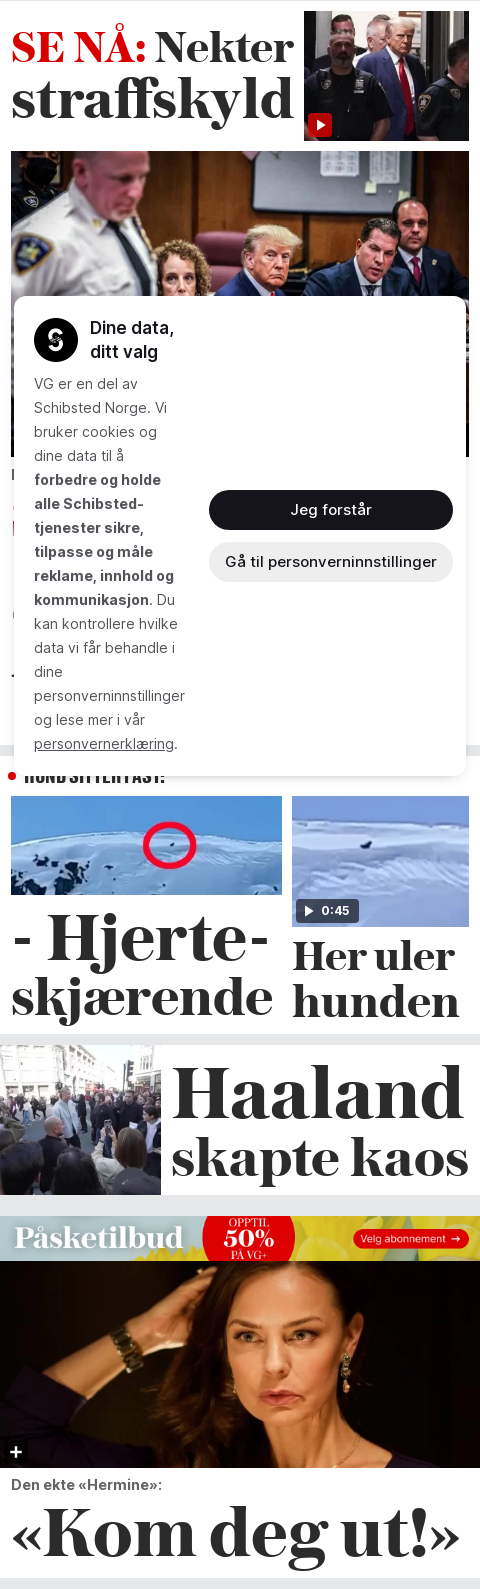 SE NÅ: Nekter
straffskyld
Dine data,
ditt valg
VG er en del av
Schibsted Norge. Vi
bruker cookies og
dine data til å
forbedre og holde
alle Schibsted-
tjenester sikre,
tilpasse og måle
reklame, innhold og
kommunikasjon. Du
kan kontrollere hvilke
data vi får behandle i
dine
personverninnstillinger
og lese mer i vår
personvernerklæring.
Jeg forstår
Gå til personverninnstillinger
HUND SITTER FAST:
- Hjerte-
skjærende
0:45
Her uler
hunden
Haaland
skapte kaos
Påsketilbud
OPPTIL
50%
PÅ VG+
Velg abonnement →
Den ekte «Hermine»:
«Kom deg ut!»